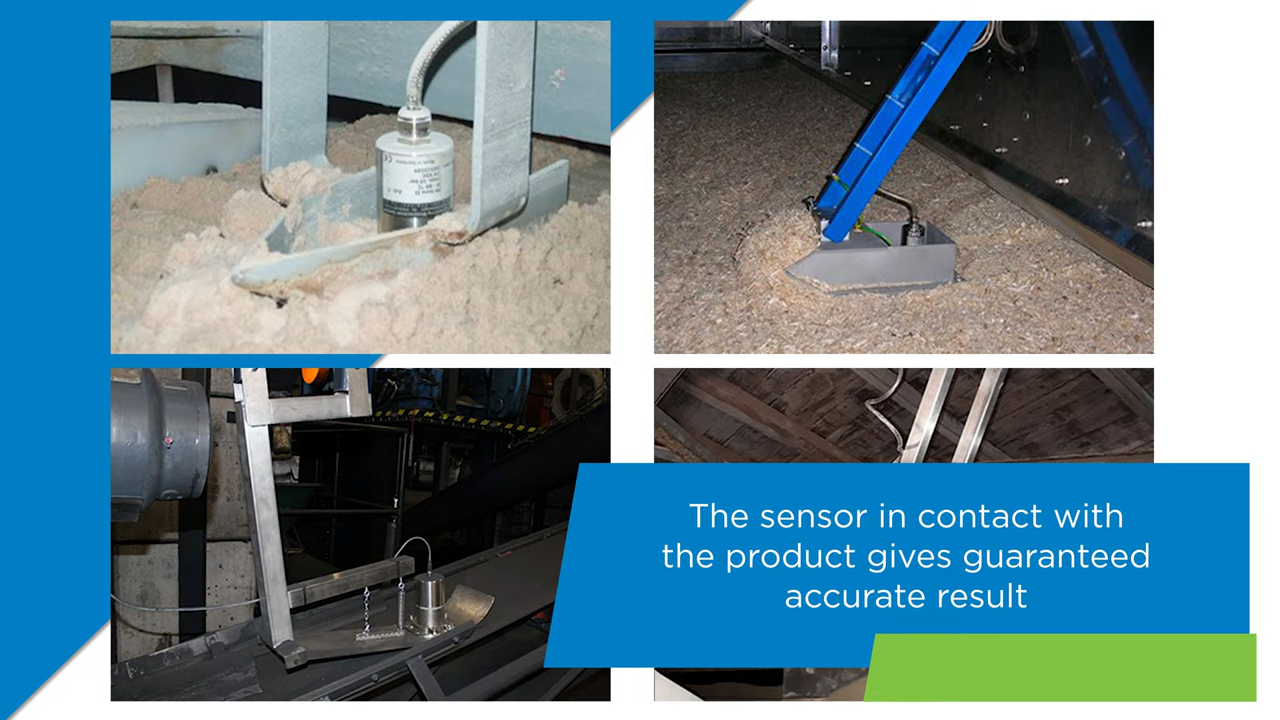 The sensor in contact with
the product gives guaranteed
accurate result